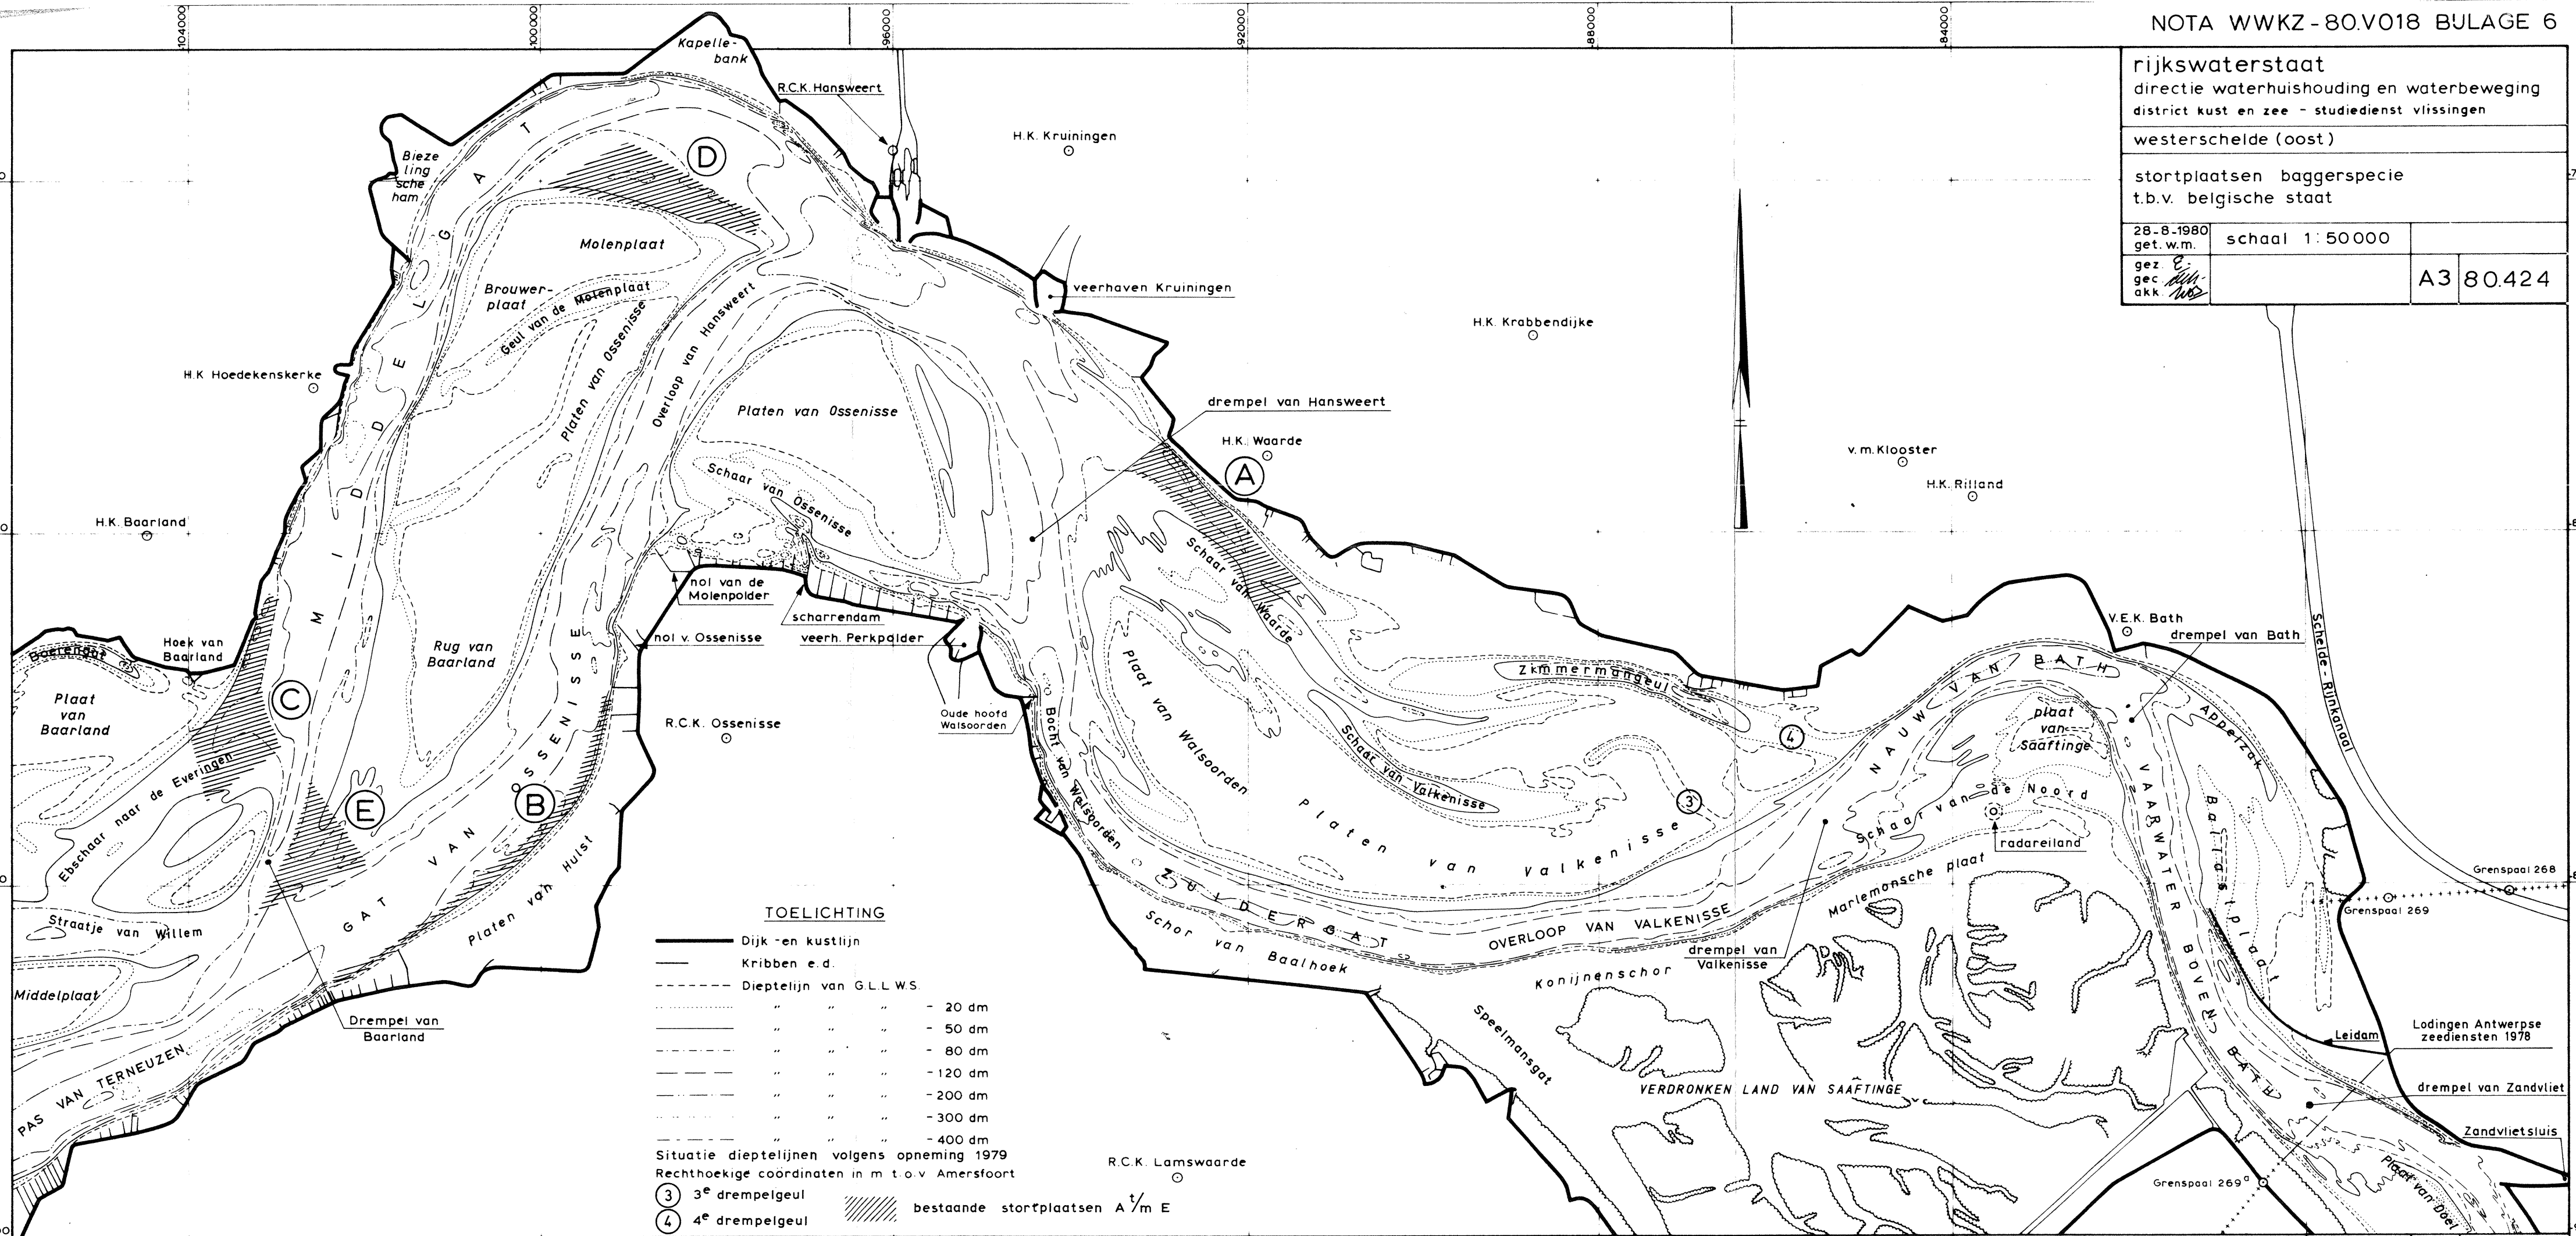 NOTA WWKZ-80.V018 BIJLAGE 6
rijkswaterstaat
directie waterhuishouding en waterbeweging
district kust en zee - studiedienst vlissingen
westerschelde (oost)
stortplaatsen baggerspecie
t.b.v. belgische staat
28-8-1980
get. w.m.
schaal 1:50000
gez.
gec.
akk.
A3 80.424
104000
100000
96000
92000
88000
84000
Kapelle-
bank
R.C.K. Hansweert
H.K. Kruiningen
Bieze
ling
sche
ham
D
Molenplaat
Brouwer-
plaat
Geul van de Molenplaat
Platen van Ossenisse
Overloop van Hansweert
veerhaven Kruiningen
H.K. Krabbendijke
H.K Hoedekenskerke
MIDDELGAT
Platen van Ossenisse
drempel van Hansweert
H.K. Waarde
A
v.m. Klooster
H.K. Rilland
Schaar van Ossenisse
H.K. Baarland
Schaar van Waarde
nol van de
Molenpolder
scharrendam
veerh. Perkpolder
nol v. Ossenisse
Hoek van
Baarland
Boerengat
Rug van
Baarland
Plaat
van
Baarland
C
R.C.K. Ossenisse
Oude hoofd
Walsoorden
Bocht van Walsoorden
Plaat van Walsoorden
Zimmermangeul
Schaar van Valkenisse
4
3
Platen van Valkenisse
NAUW VAN BATH
V.E.K. Bath
drempel van Bath
plaat
van
Saaftinge
Appelzak
Schelde - Rijnkanaal
Schaar van de Noord
radareiland
VAARWATER BOVEN BATH
Ballastplaat
Ebschaar naar de Everingen
E
B
GAT VAN OSSENISSE
Platen van Hulst
Straatje van Willem
Middelplaat
Drempel van
Baarland
PAS VAN TERNEUZEN
ZUIDERGAT
Schor van Baalhoek
OVERLOOP VAN VALKENISSE
drempel van
Valkenisse
Marlemonsche plaat
Konijnenschor
Speelmansgat
VERDRONKEN LAND VAN SAAFTINGE
Grenspaal 268
Grenspaal 269
Leidam
Lodingen Antwerpse
zeediensten 1978
drempel van Zandvliet
Zandvlietsluis
Plaat van Doel
Grenspaal 269ᵃ
TOELICHTING
Dijk -en kustlijn
Kribben e.d.
Dieptelijn van G.L.L.W.S.
" " " - 20 dm
" " " - 50 dm
" " " - 80 dm
" " " - 120 dm
" " " - 200 dm
" " " - 300 dm
" " " - 400 dm
Situatie dieptelijnen volgens opneming 1979
Rechthoekige coördinaten in m t.o.v Amersfoort
3 3e drempelgeul
4 4e drempelgeul
bestaande stortplaatsen A t/m E
R.C.K. Lamswaarde